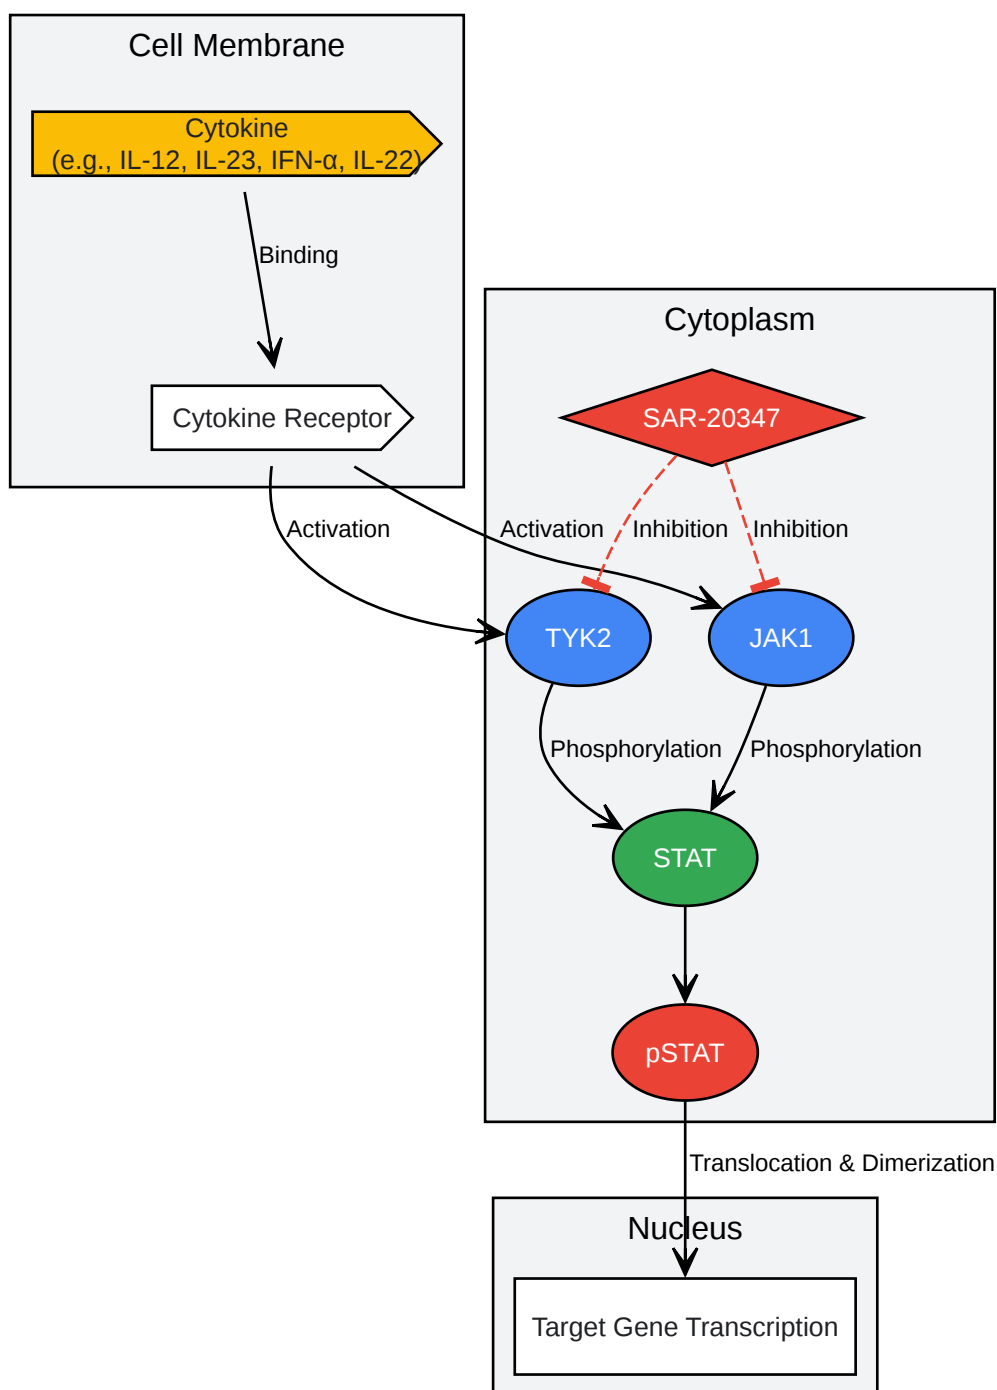 Cell Membrane
Cytokine
(e.g., IL-12, IL-23, IFN-α, IL-22)
Binding
Cytokine Receptor
Cytoplasm
SAR-20347
Activation
Activation
Inhibition
Inhibition
TYK2
JAK1
Phosphorylation
Phosphorylation
STAT
pSTAT
Translocation & Dimerization
Nucleus
Target Gene Transcription